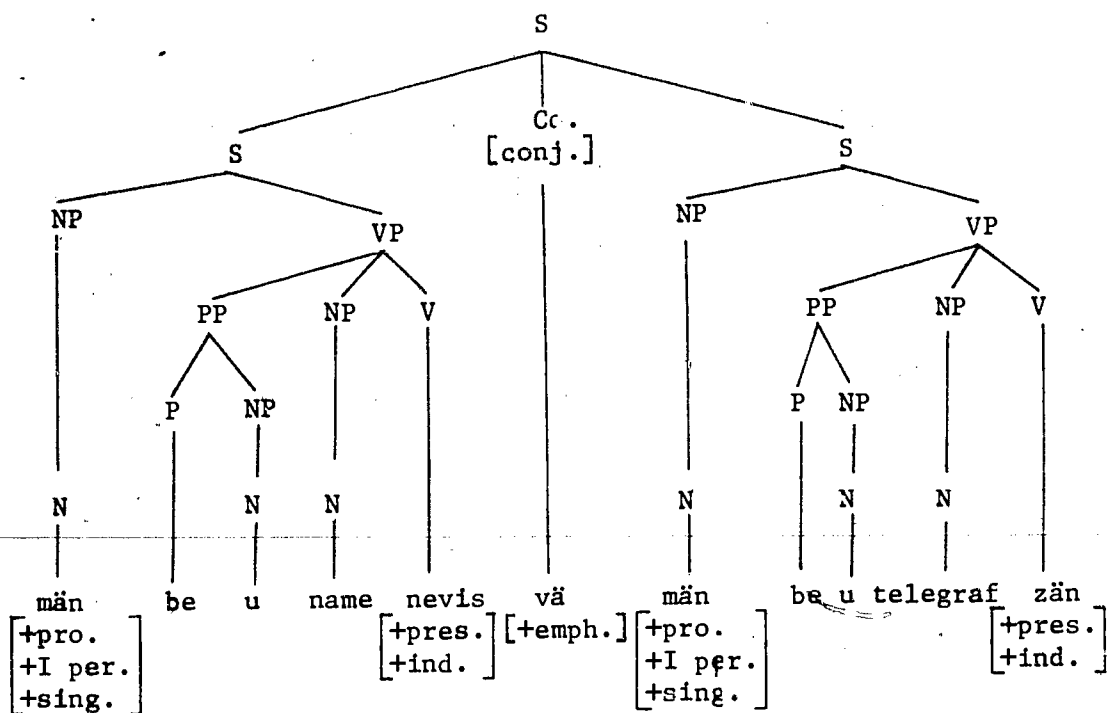 S
S Cc. S
[conj.]
NP VP NP VP
PP NP V PP NP V
P NP P NP
N N N N N N
män be u name nevis vä män be u telegraf zän
[+pro. [+pres.] [+emph.] [+pro. [+pres.]
+I per. +ind.] +I per. +ind.]
+sing.] +sing.]